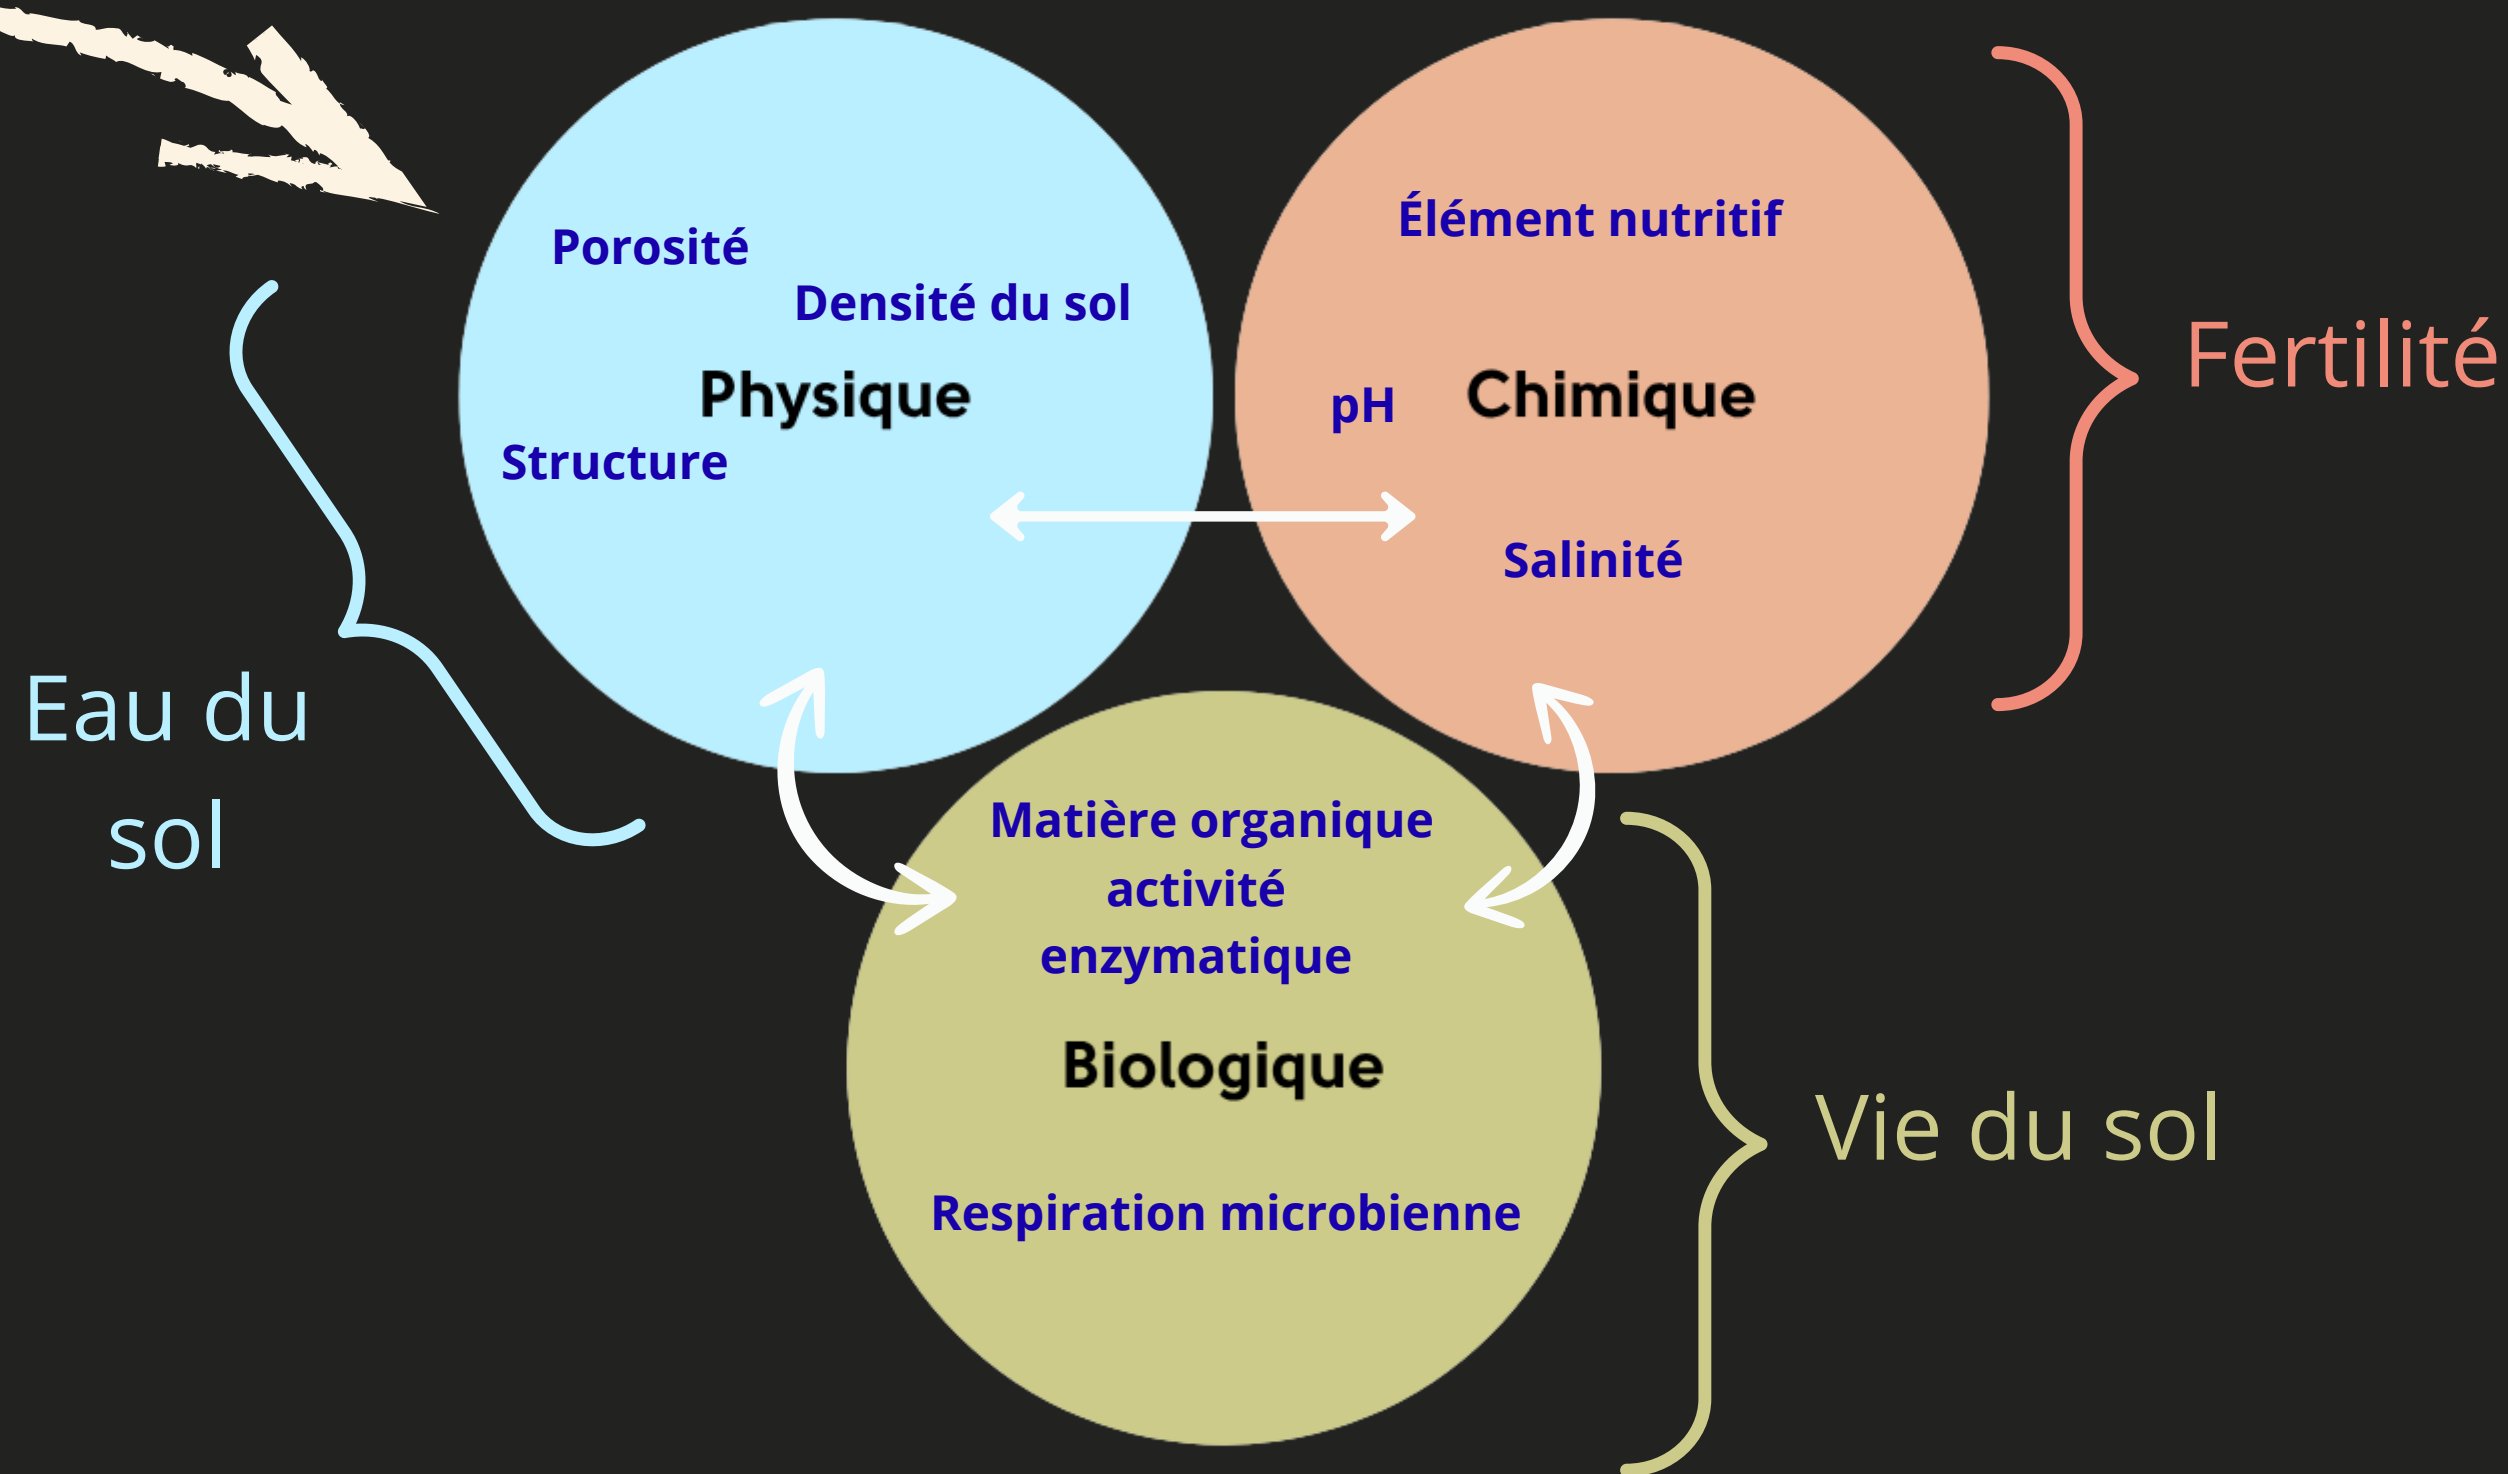 Porosité
Densité du sol
Physique
Structure
Élément nutritif
pH
Chimique
Salinité
Fertilité
Eau du
sol
Matière organique
activité
enzymatique
Biologique
Respiration microbienne
Vie du sol